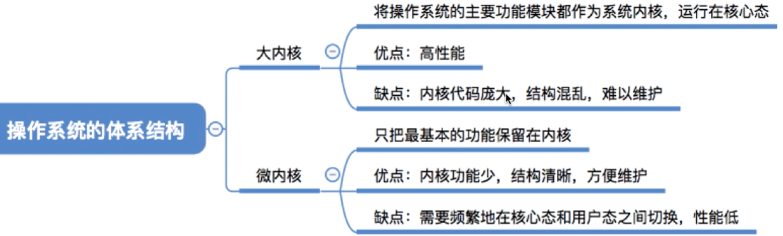 操作系统的体系结构
大内核
将操作系统的主要功能模块都作为系统内核，运行在核心态
优点：高性能
缺点：内核代码庞大，结构混乱，难以维护
微内核
只把最基本的功能保留在内核
优点：内核功能少，结构清晰，方便维护
缺点：需要频繁地在核心态和用户态之间切换，性能低